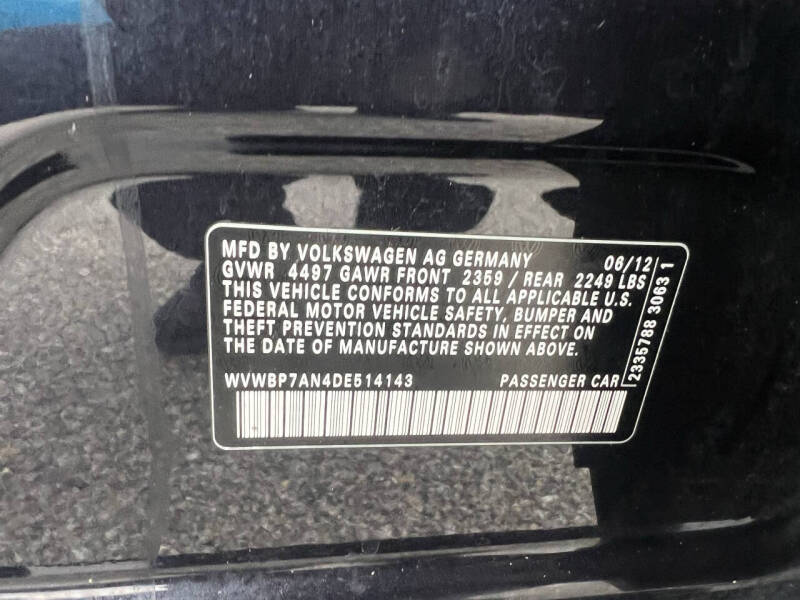 MFD BY VOLKSWAGEN AG GERMANY 06/12
GVWR 4497 GAWR FRONT 2359 / REAR 2249 LBS
THIS VEHICLE CONFORMS TO ALL APPLICABLE U.S.
FEDERAL MOTOR VEHICLE SAFETY, BUMPER AND
THEFT PREVENTION STANDARDS IN EFFECT ON
THE DATE OF MANUFACTURE SHOWN ABOVE.
WVWBP7AN4DE514143 PASSENGER CAR
2335788 3063 1